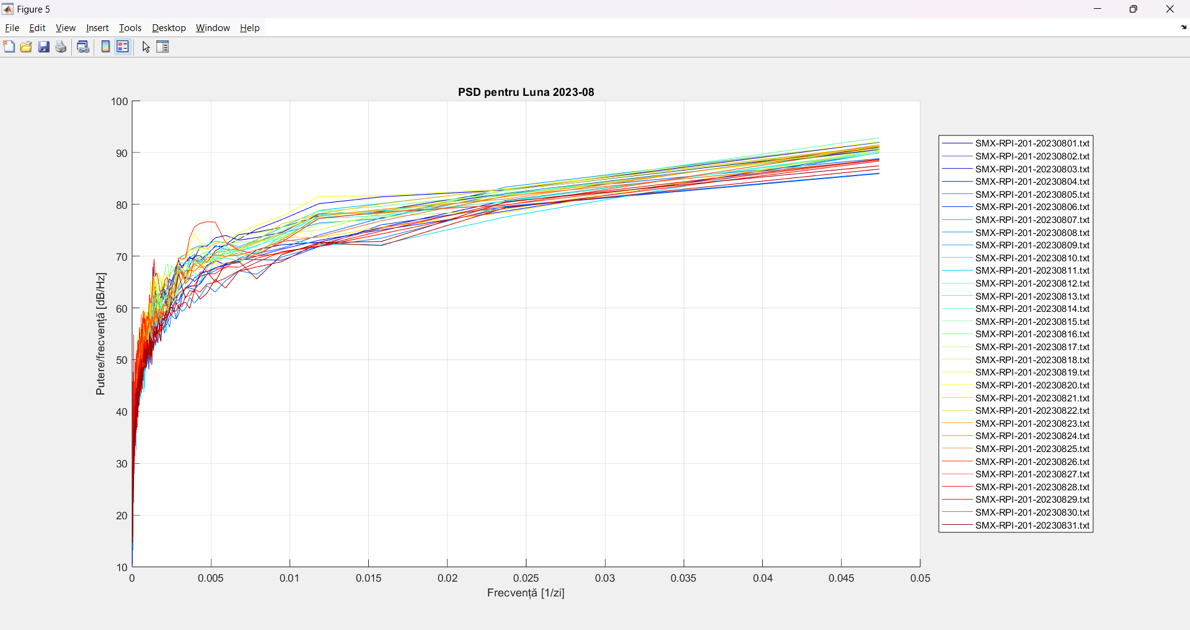 Figure 5
File Edit View Insert Tools Desktop Window Help
PSD pentru Luna 2023-08
100
90
80
70
60
50
40
30
20
10
Putere/frecvență [dB/Hz]
0 0.005 0.01 0.015 0.02 0.025 0.03 0.035 0.04 0.045 0.05
Frecvență [1/zi]
SMX-RPI-201-20230801.txt
SMX-RPI-201-20230802.txt
SMX-RPI-201-20230803.txt
SMX-RPI-201-20230804.txt
SMX-RPI-201-20230805.txt
SMX-RPI-201-20230806.txt
SMX-RPI-201-20230807.txt
SMX-RPI-201-20230808.txt
SMX-RPI-201-20230809.txt
SMX-RPI-201-20230810.txt
SMX-RPI-201-20230811.txt
SMX-RPI-201-20230812.txt
SMX-RPI-201-20230813.txt
SMX-RPI-201-20230814.txt
SMX-RPI-201-20230815.txt
SMX-RPI-201-20230816.txt
SMX-RPI-201-20230817.txt
SMX-RPI-201-20230818.txt
SMX-RPI-201-20230819.txt
SMX-RPI-201-20230820.txt
SMX-RPI-201-20230821.txt
SMX-RPI-201-20230822.txt
SMX-RPI-201-20230823.txt
SMX-RPI-201-20230824.txt
SMX-RPI-201-20230825.txt
SMX-RPI-201-20230826.txt
SMX-RPI-201-20230827.txt
SMX-RPI-201-20230828.txt
SMX-RPI-201-20230829.txt
SMX-RPI-201-20230830.txt
SMX-RPI-201-20230831.txt